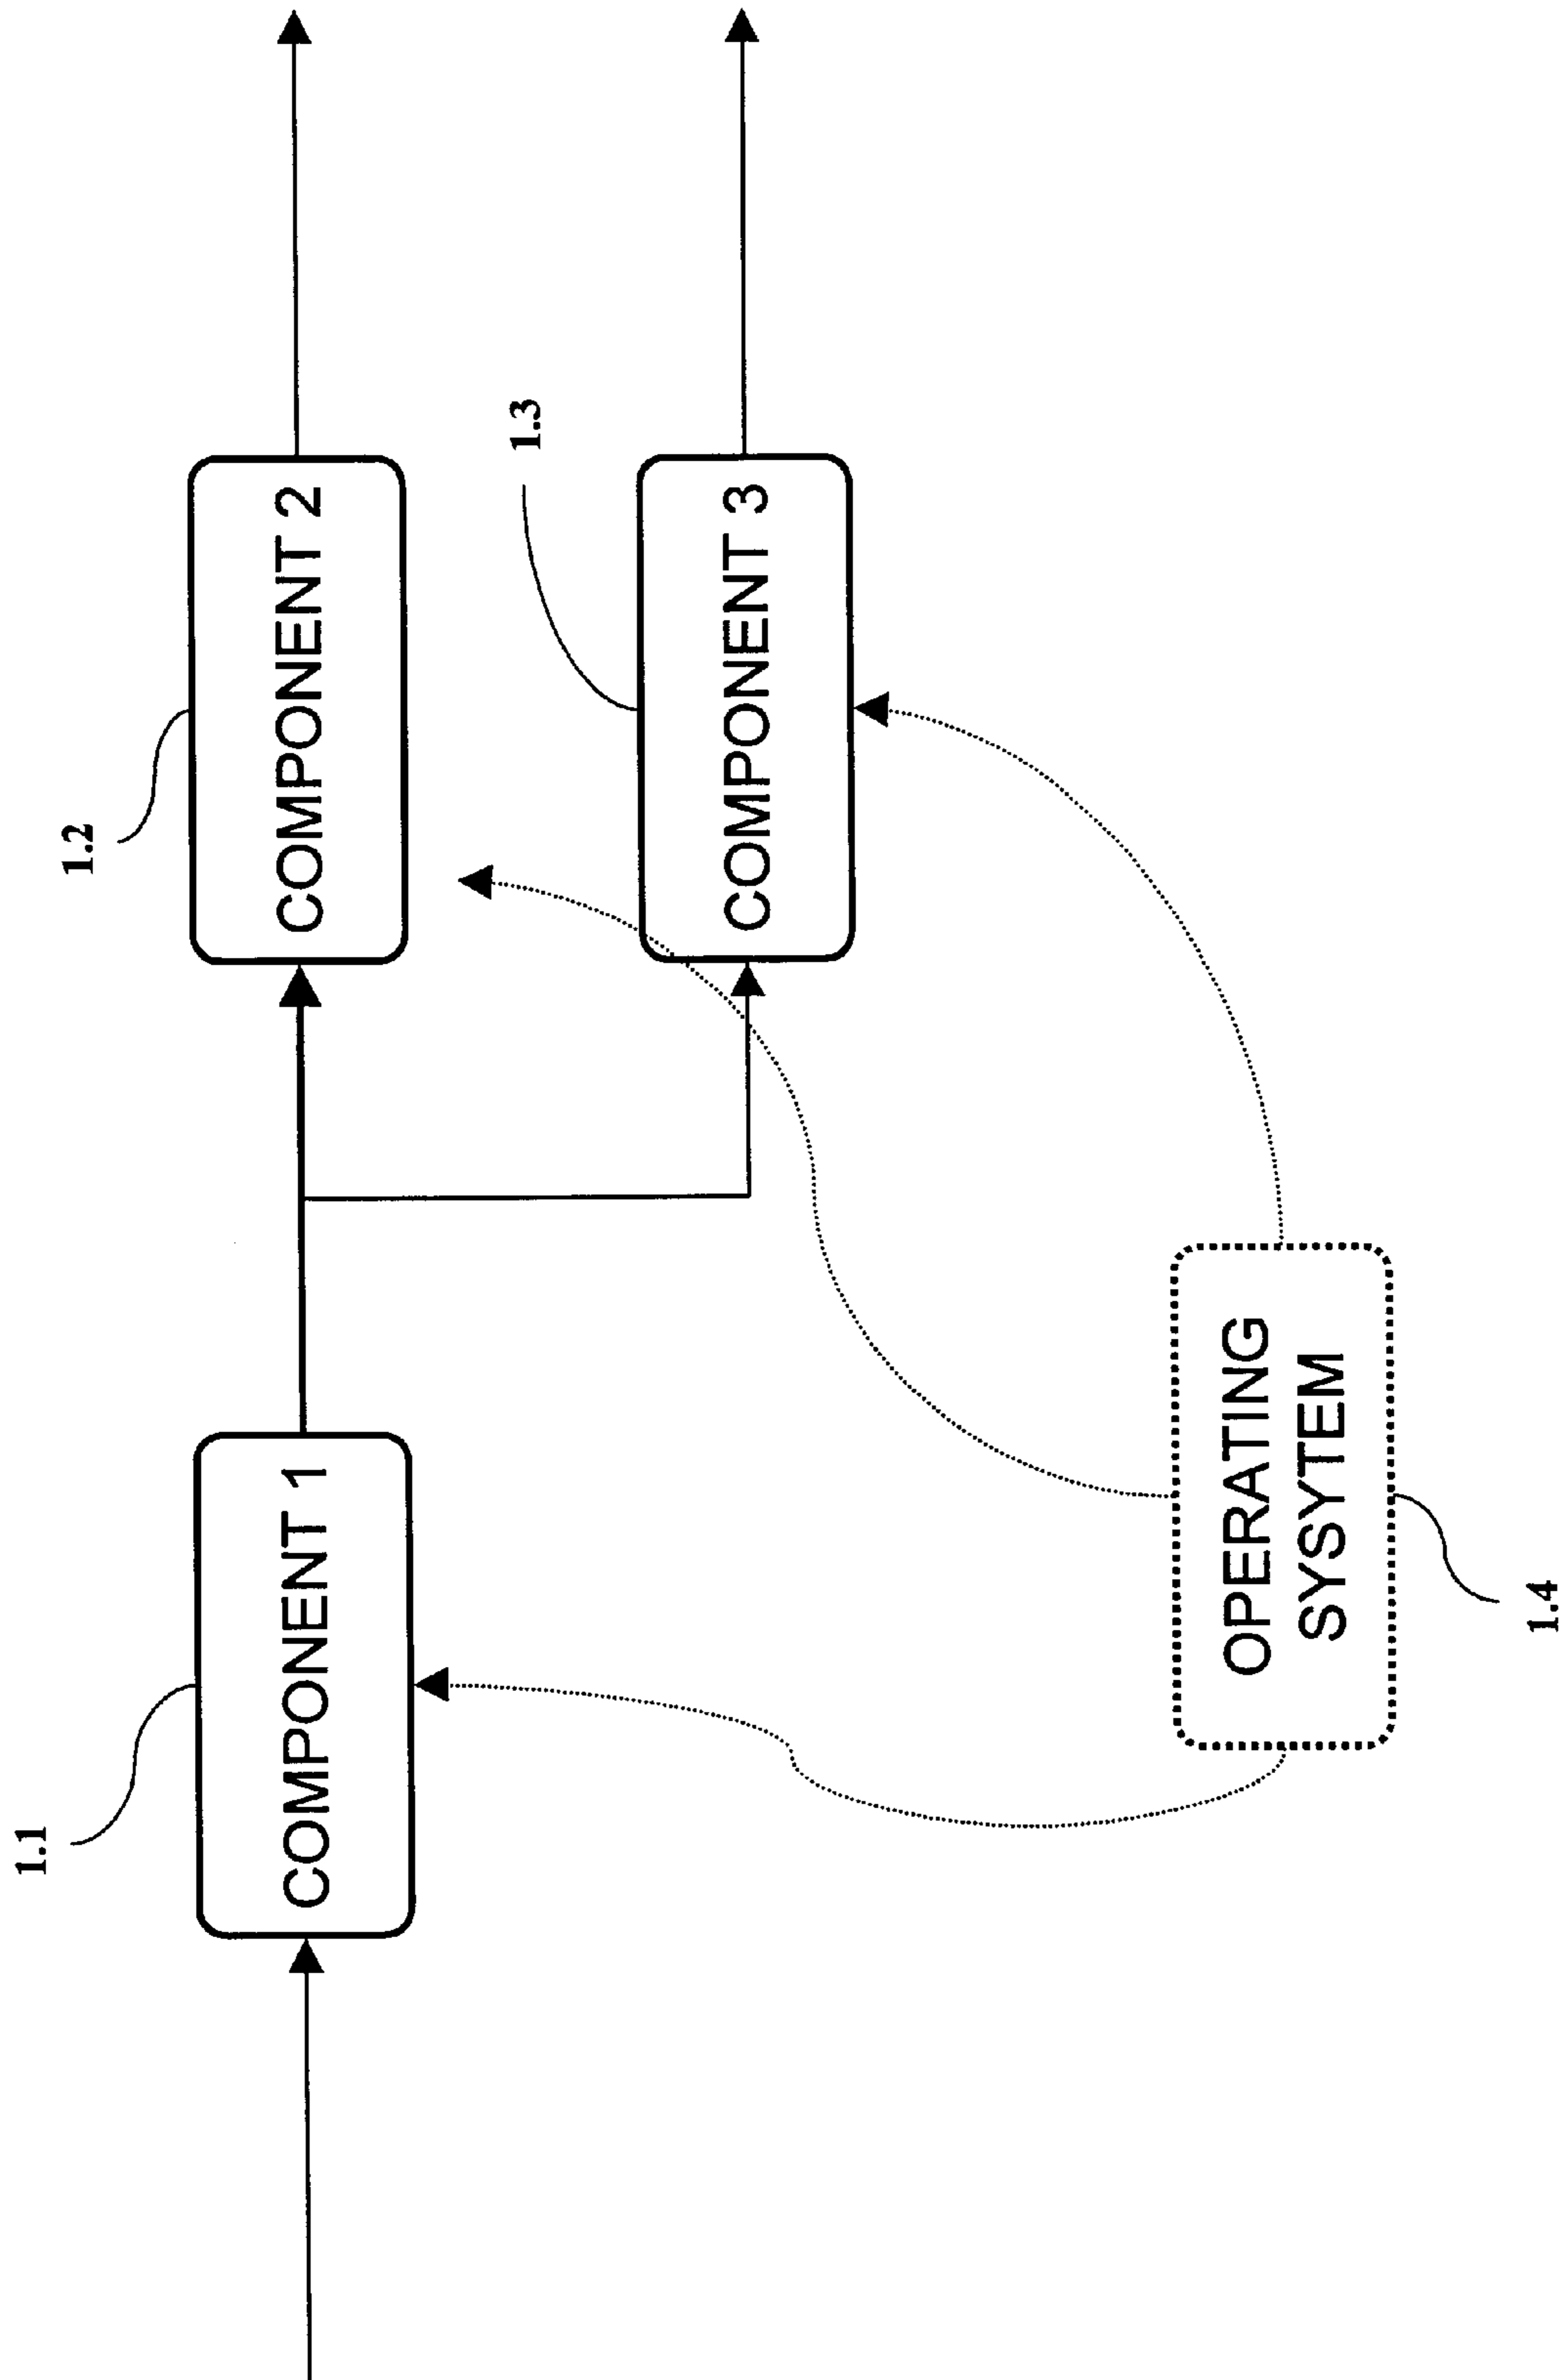 1.1
COMPONENT 1
1.2
COMPONENT 2
1.3
COMPONENT 3
OPERATING
SYSYTEM
1.4